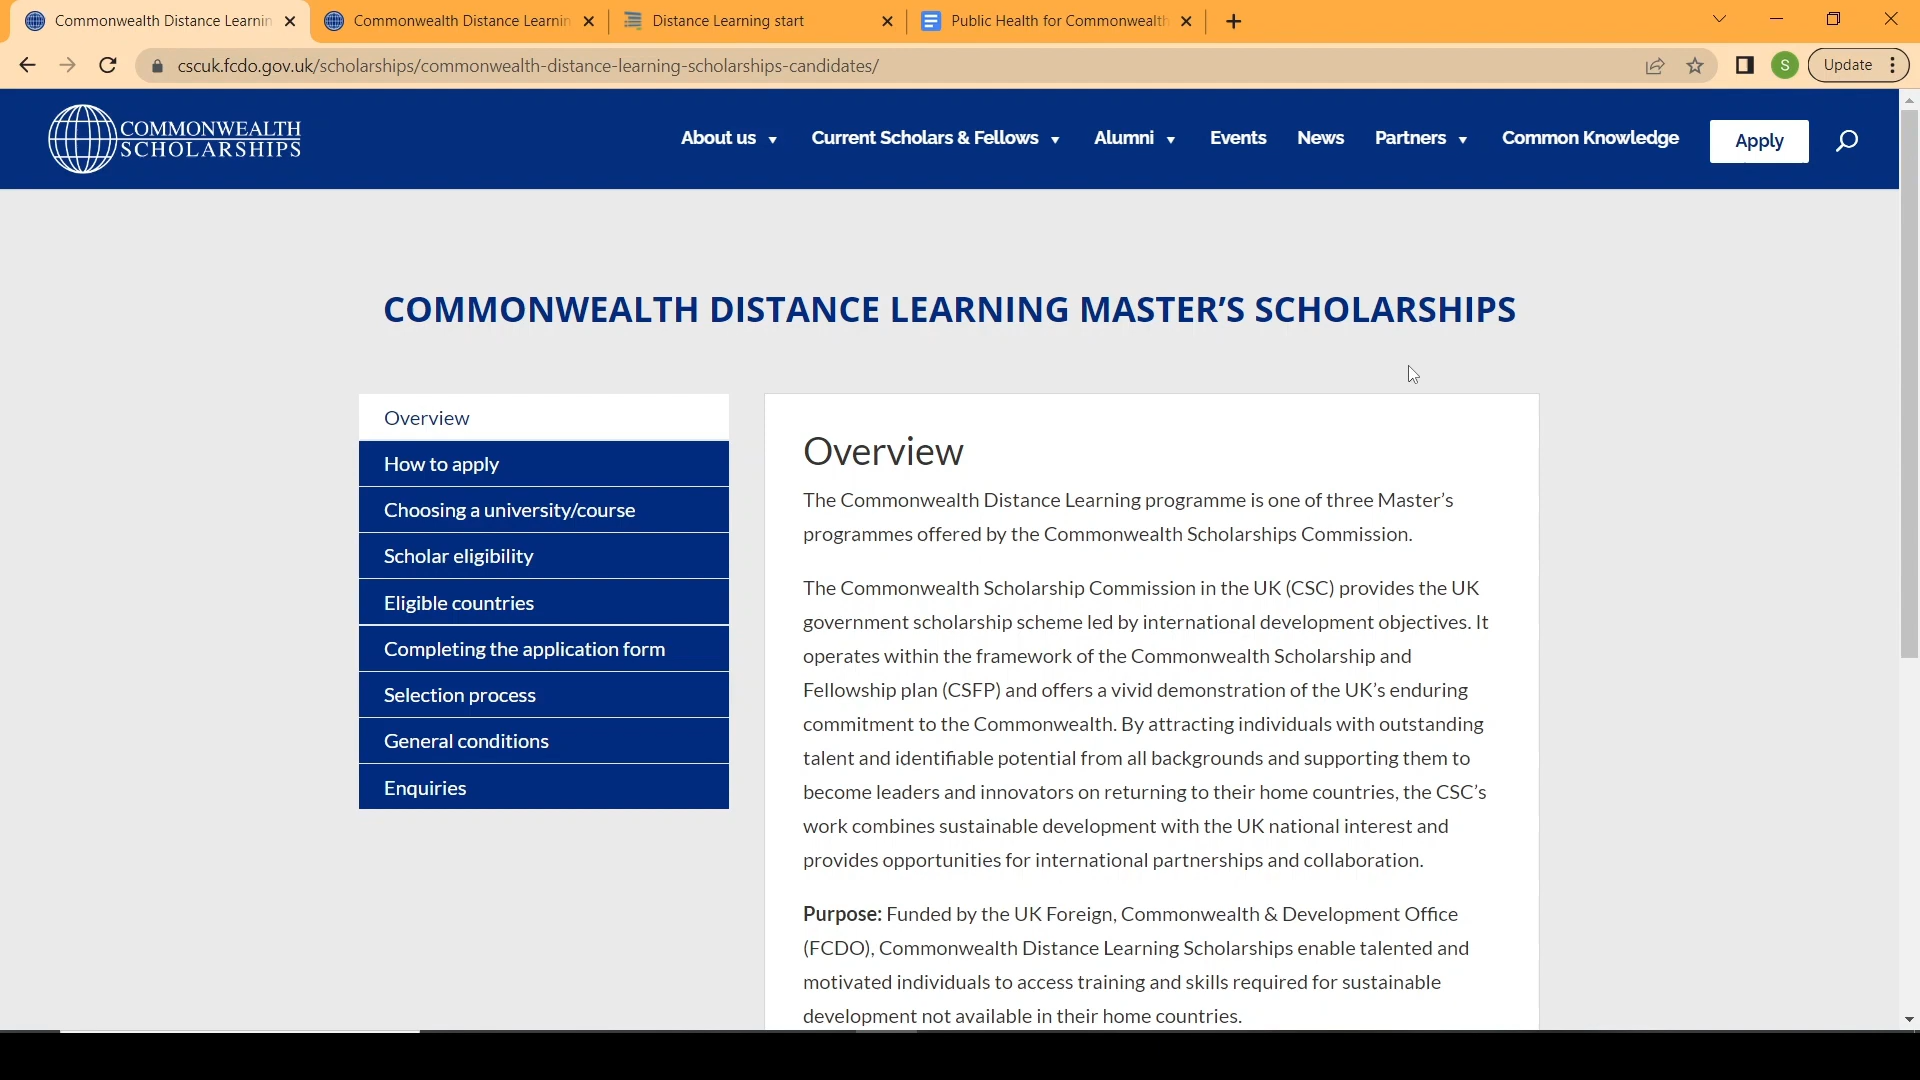 Commonwealth Distance Learnin
Commonwealth Distance Learnin
Distance Learning start
Public Health for Commonwealth
cscuk.fcdo.gov.uk/scholarships/commonwealth-distance-learning-scholarships-candidates/
S
Update
COMMONWEALTH
SCHOLARSHIPS
About us
Current Scholars & Fellows
Alumni
Events
News
Partners
Common Knowledge
Apply
COMMONWEALTH DISTANCE LEARNING MASTER’S SCHOLARSHIPS
Overview
How to apply
Choosing a university/course
Scholar eligibility
Eligible countries
Completing the application form
Selection process
General conditions
Enquiries
Overview
The Commonwealth Distance Learning programme is one of three Master’s
programmes offered by the Commonwealth Scholarships Commission.
The Commonwealth Scholarship Commission in the UK (CSC) provides the UK
government scholarship scheme led by international development objectives. It
operates within the framework of the Commonwealth Scholarship and
Fellowship plan (CSFP) and offers a vivid demonstration of the UK’s enduring
commitment to the Commonwealth. By attracting individuals with outstanding
talent and identifiable potential from all backgrounds and supporting them to
become leaders and innovators on returning to their home countries, the CSC’s
work combines sustainable development with the UK national interest and
provides opportunities for international partnerships and collaboration.
Purpose: Funded by the UK Foreign, Commonwealth & Development Office
(FCDO), Commonwealth Distance Learning Scholarships enable talented and
motivated individuals to access training and skills required for sustainable
development not available in their home countries.